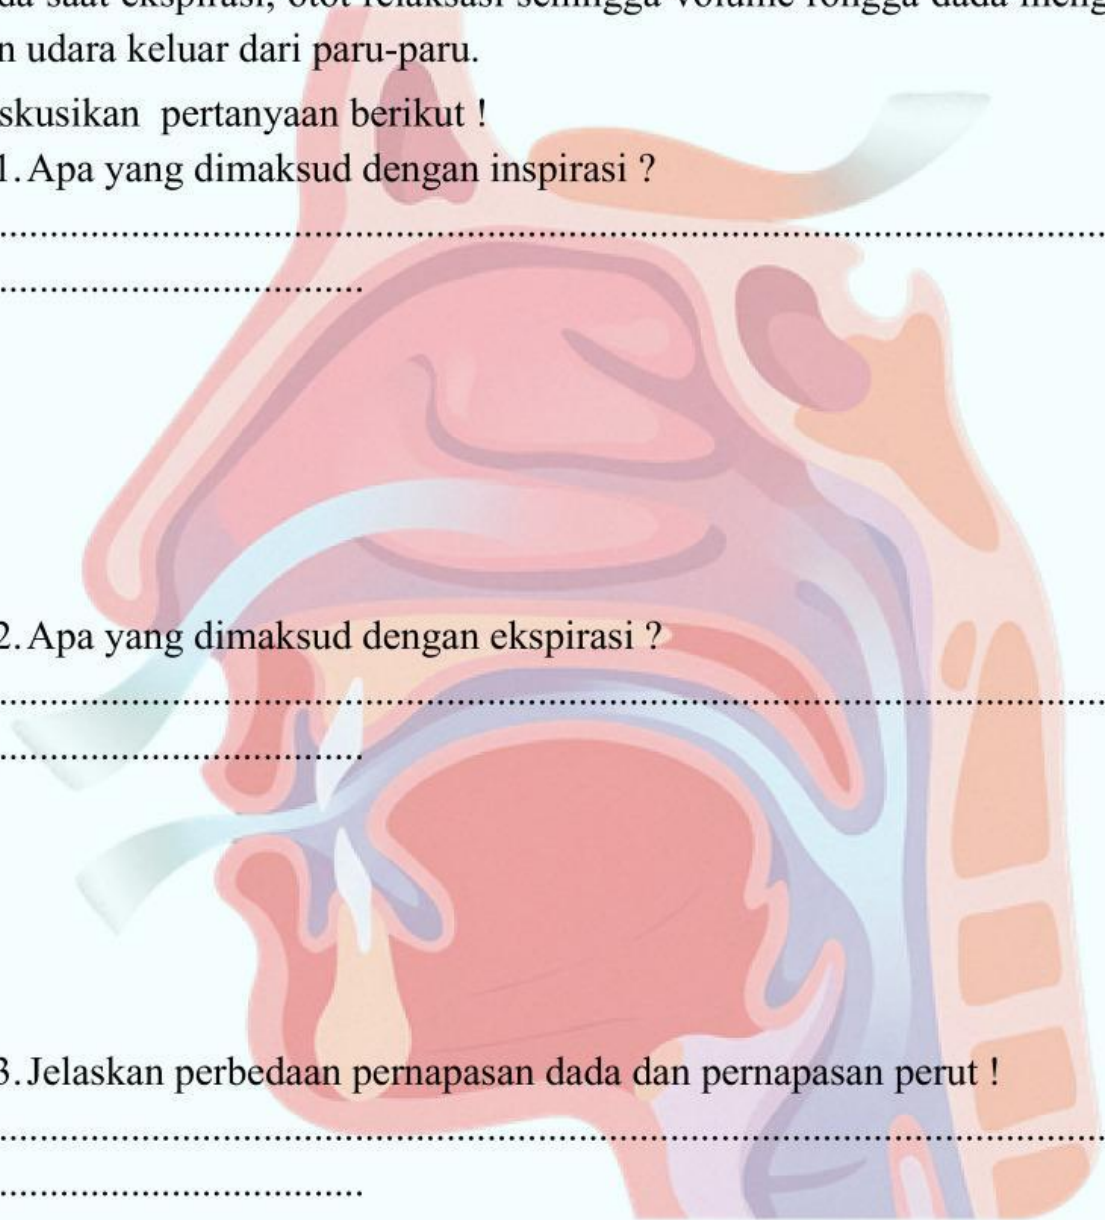 da saat ekspirasi, otot relaksasi sehingga volume rongga dada meng
n udara keluar dari paru-paru.
skusikan pertanyaan berikut !
1. Apa yang dimaksud dengan inspirasi ?
2. Apa yang dimaksud dengan ekspirasi ?
3. Jelaskan perbedaan pernapasan dada dan pernapasan perut !